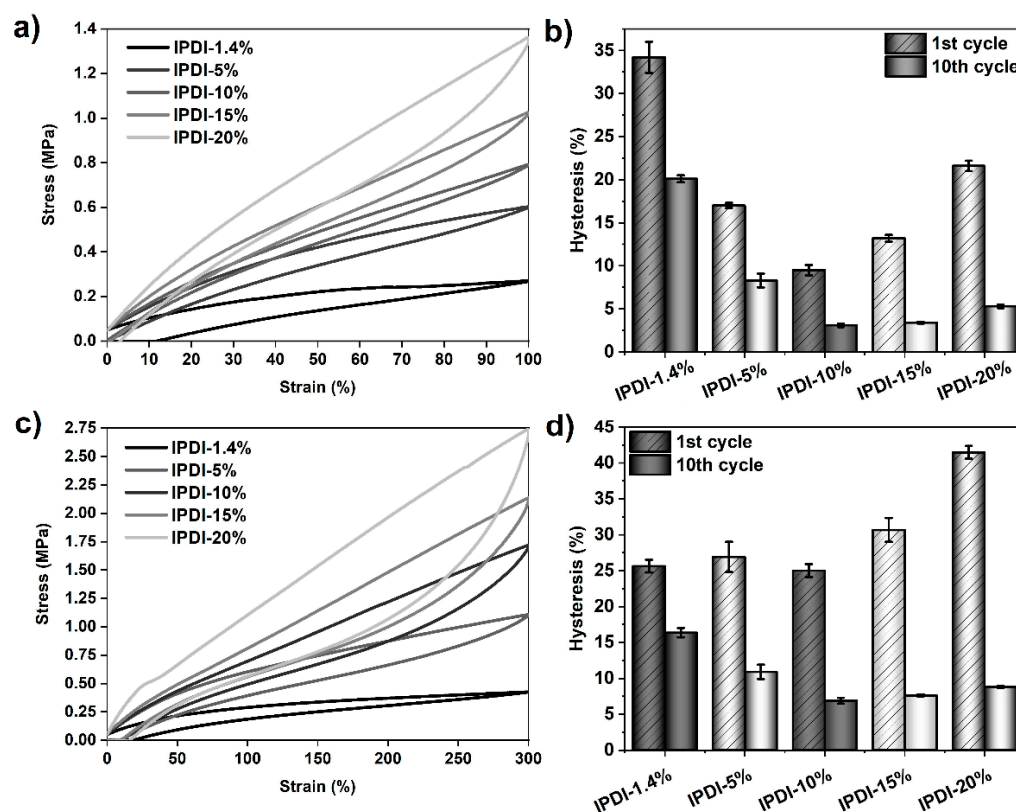 a)
1.4
1.2
1.0
0.8
0.6
0.4
0.2
0.0
Stress (MPa)
IPDI-1.4%
IPDI-5%
IPDI-10%
IPDI-15%
IPDI-20%
0 10 20 30 40 50 60 70 80 90 100
Strain (%)
b)
35
30
25
20
15
10
5
0
Hysteresis (%)
1st cycle
10th cycle
IPDI-1.4% IPDI-5% IPDI-10% IPDI-15% IPDI-20%
c)
2.75
2.50
2.25
2.00
1.75
1.50
1.25
1.00
0.75
0.50
0.25
0.00
Stress (MPa)
IPDI-1.4%
IPDI-5%
IPDI-10%
IPDI-15%
IPDI-20%
0 50 100 150 200 250 300
Strain (%)
d)
45
40
35
30
25
20
15
10
5
0
Hysteresis (%)
1st cycle
10th cycle
IPDI-1.4% IPDI-5% IPDI-10% IPDI-15% IPDI-20%